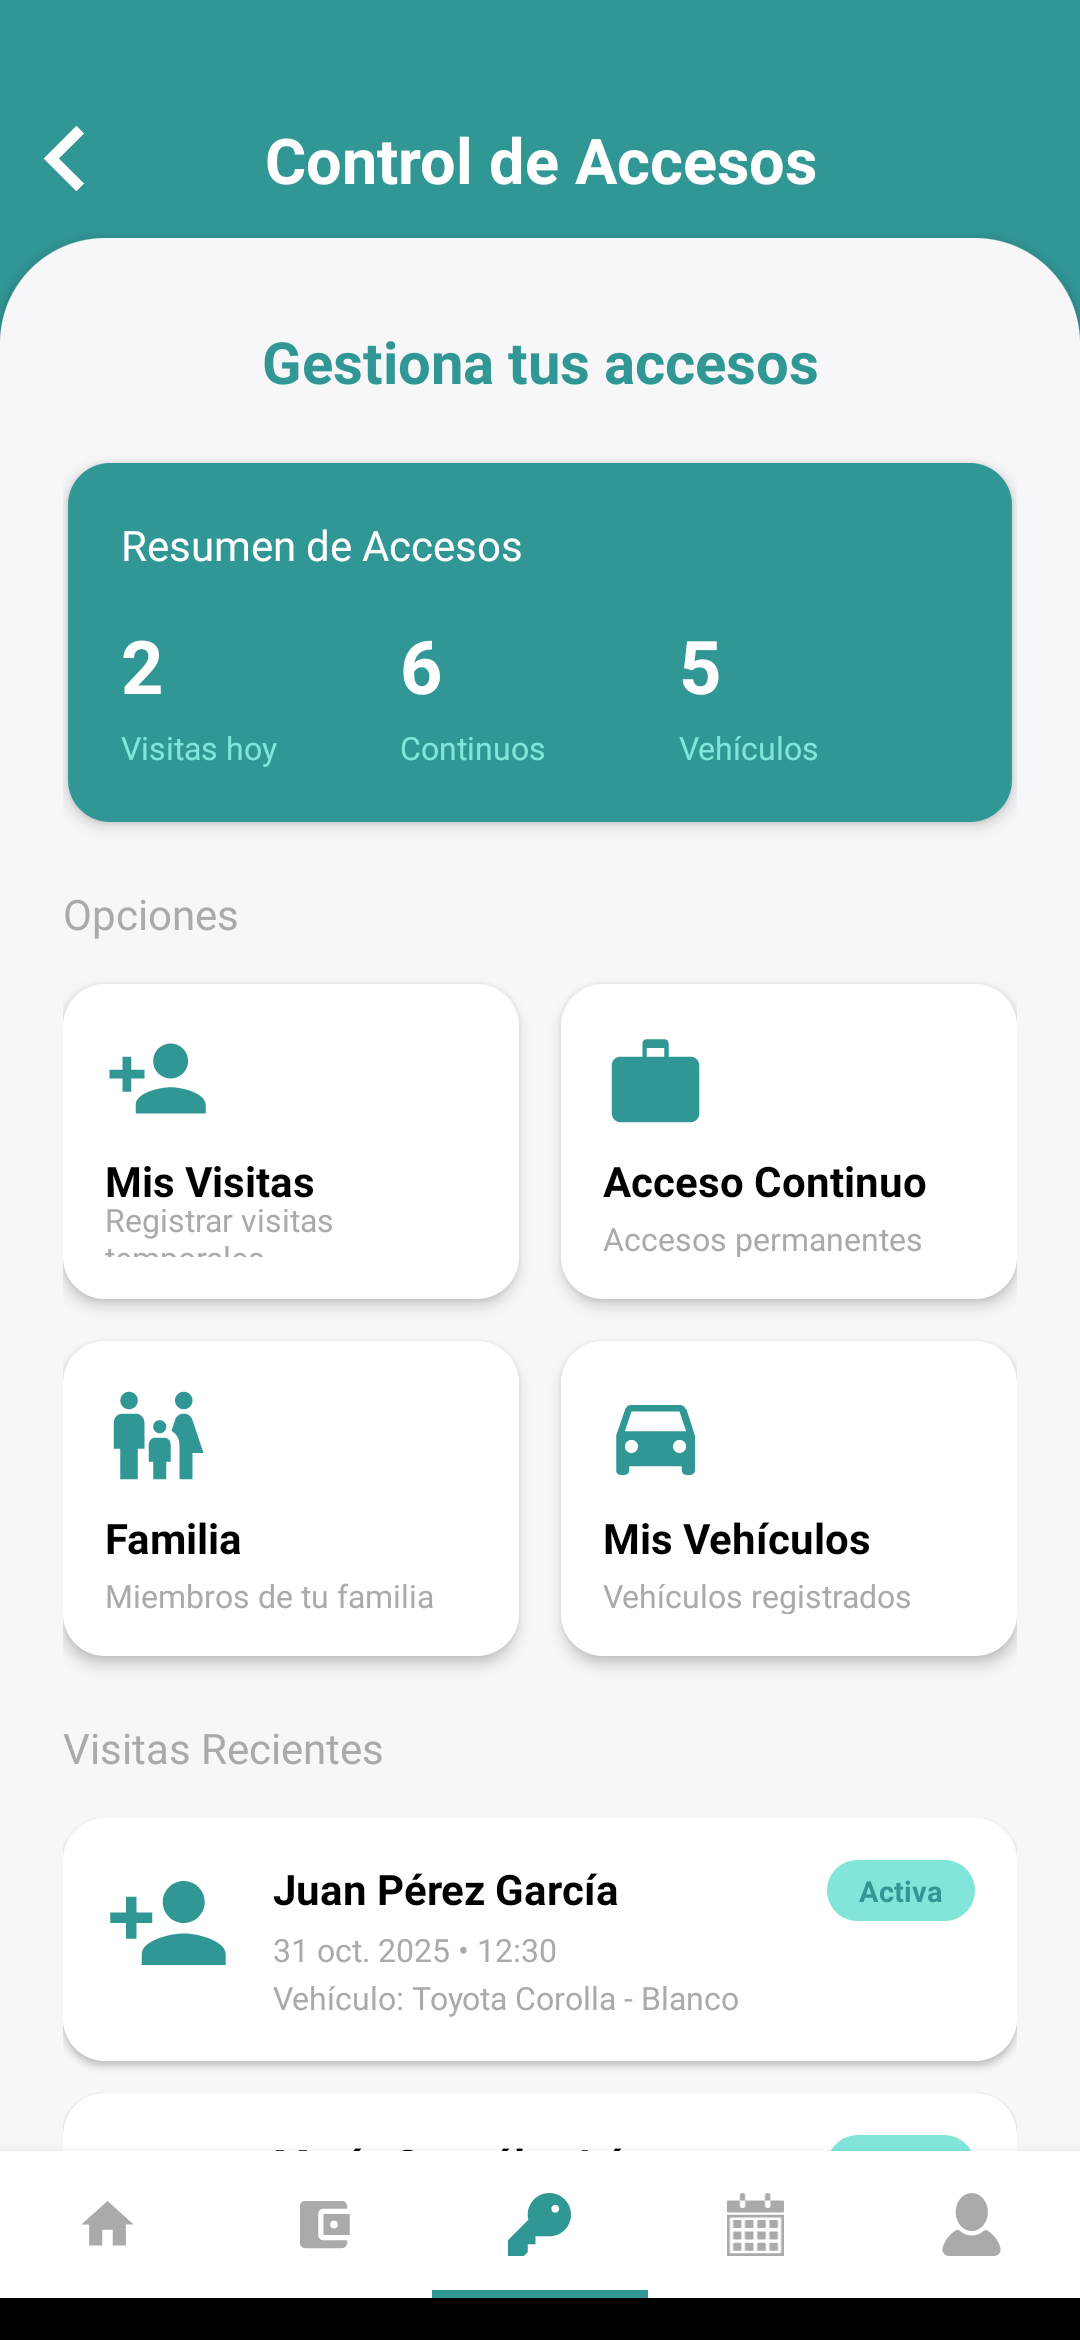 Control de Accesos
Gestiona tus accesos
Resumen de Accesos
2 6 5
Visitas hoy Continuos Vehículos
Opciones
Mis Visitas
Registrar visitas
Acceso Continuo
Accesos permanentes
Familia
Miembros de tu familia
Mis Vehículos
Vehículos registrados
Visitas Recientes
Juan Pérez García
Activa
31 oct. 2025 • 12:30
Vehículo: Toyota Corolla - Blanco